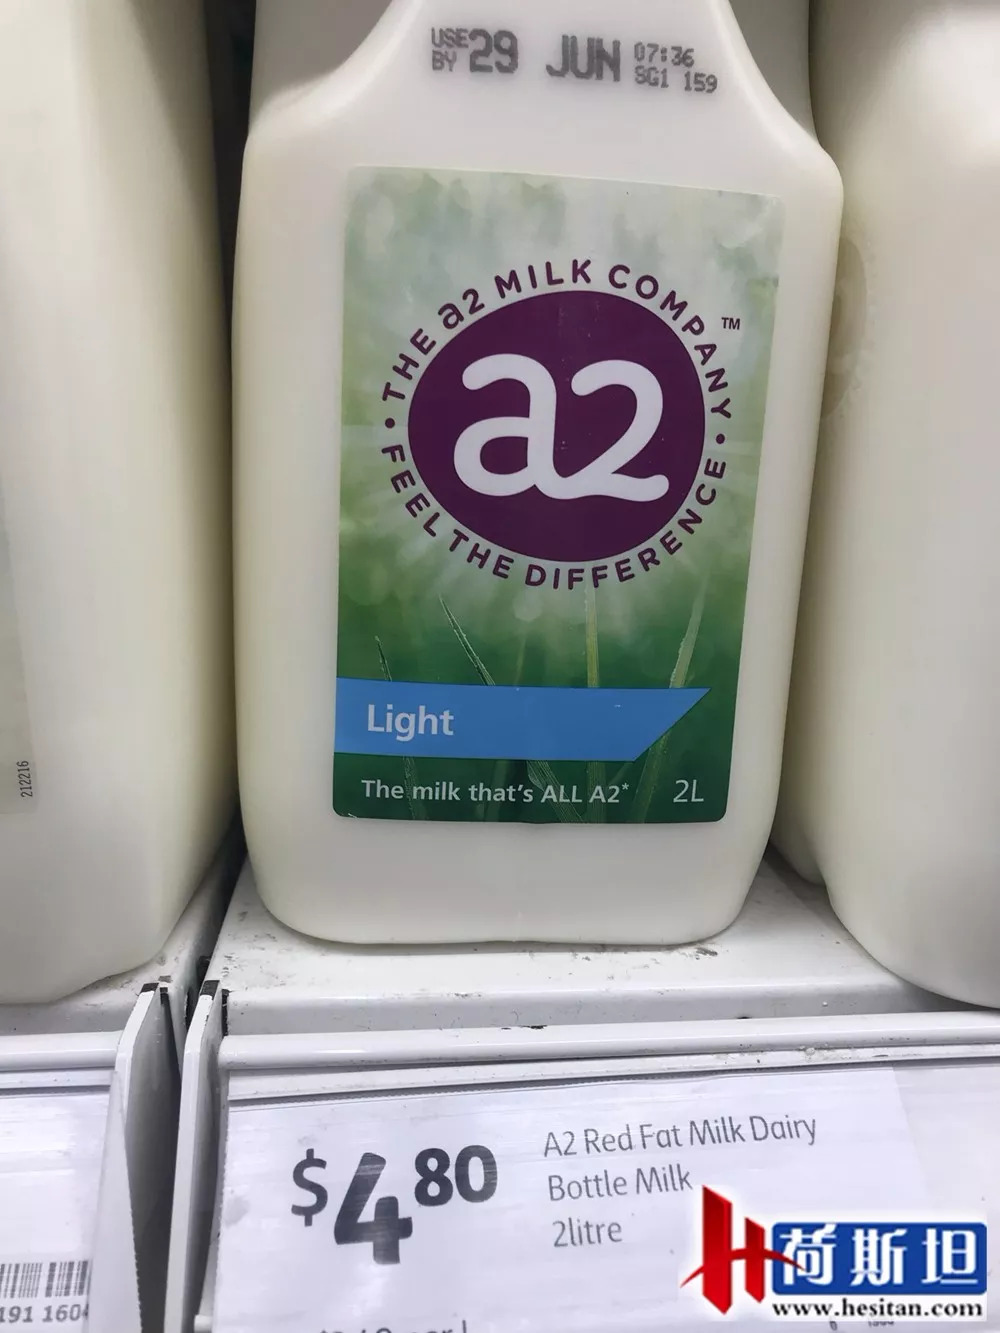 USE BY 29 JUN 07:36
SG1 159
THE a2 MILK COMPANY
TM
a2
FEEL THE DIFFERENCE
Light
The milk that's ALL A2*
2L
212216
$4.80
A2 Red Fat Milk Dairy
Bottle Milk
2litre
191 1604
荷斯坦
www.hesitan.com